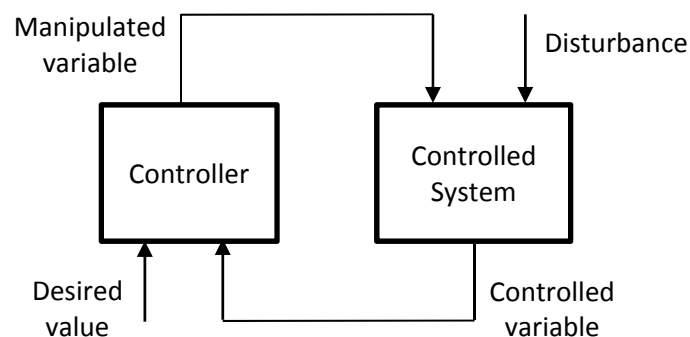 Manipulated
variable
Disturbance
Controller
Controlled
System
Desired
value
Controlled
variable